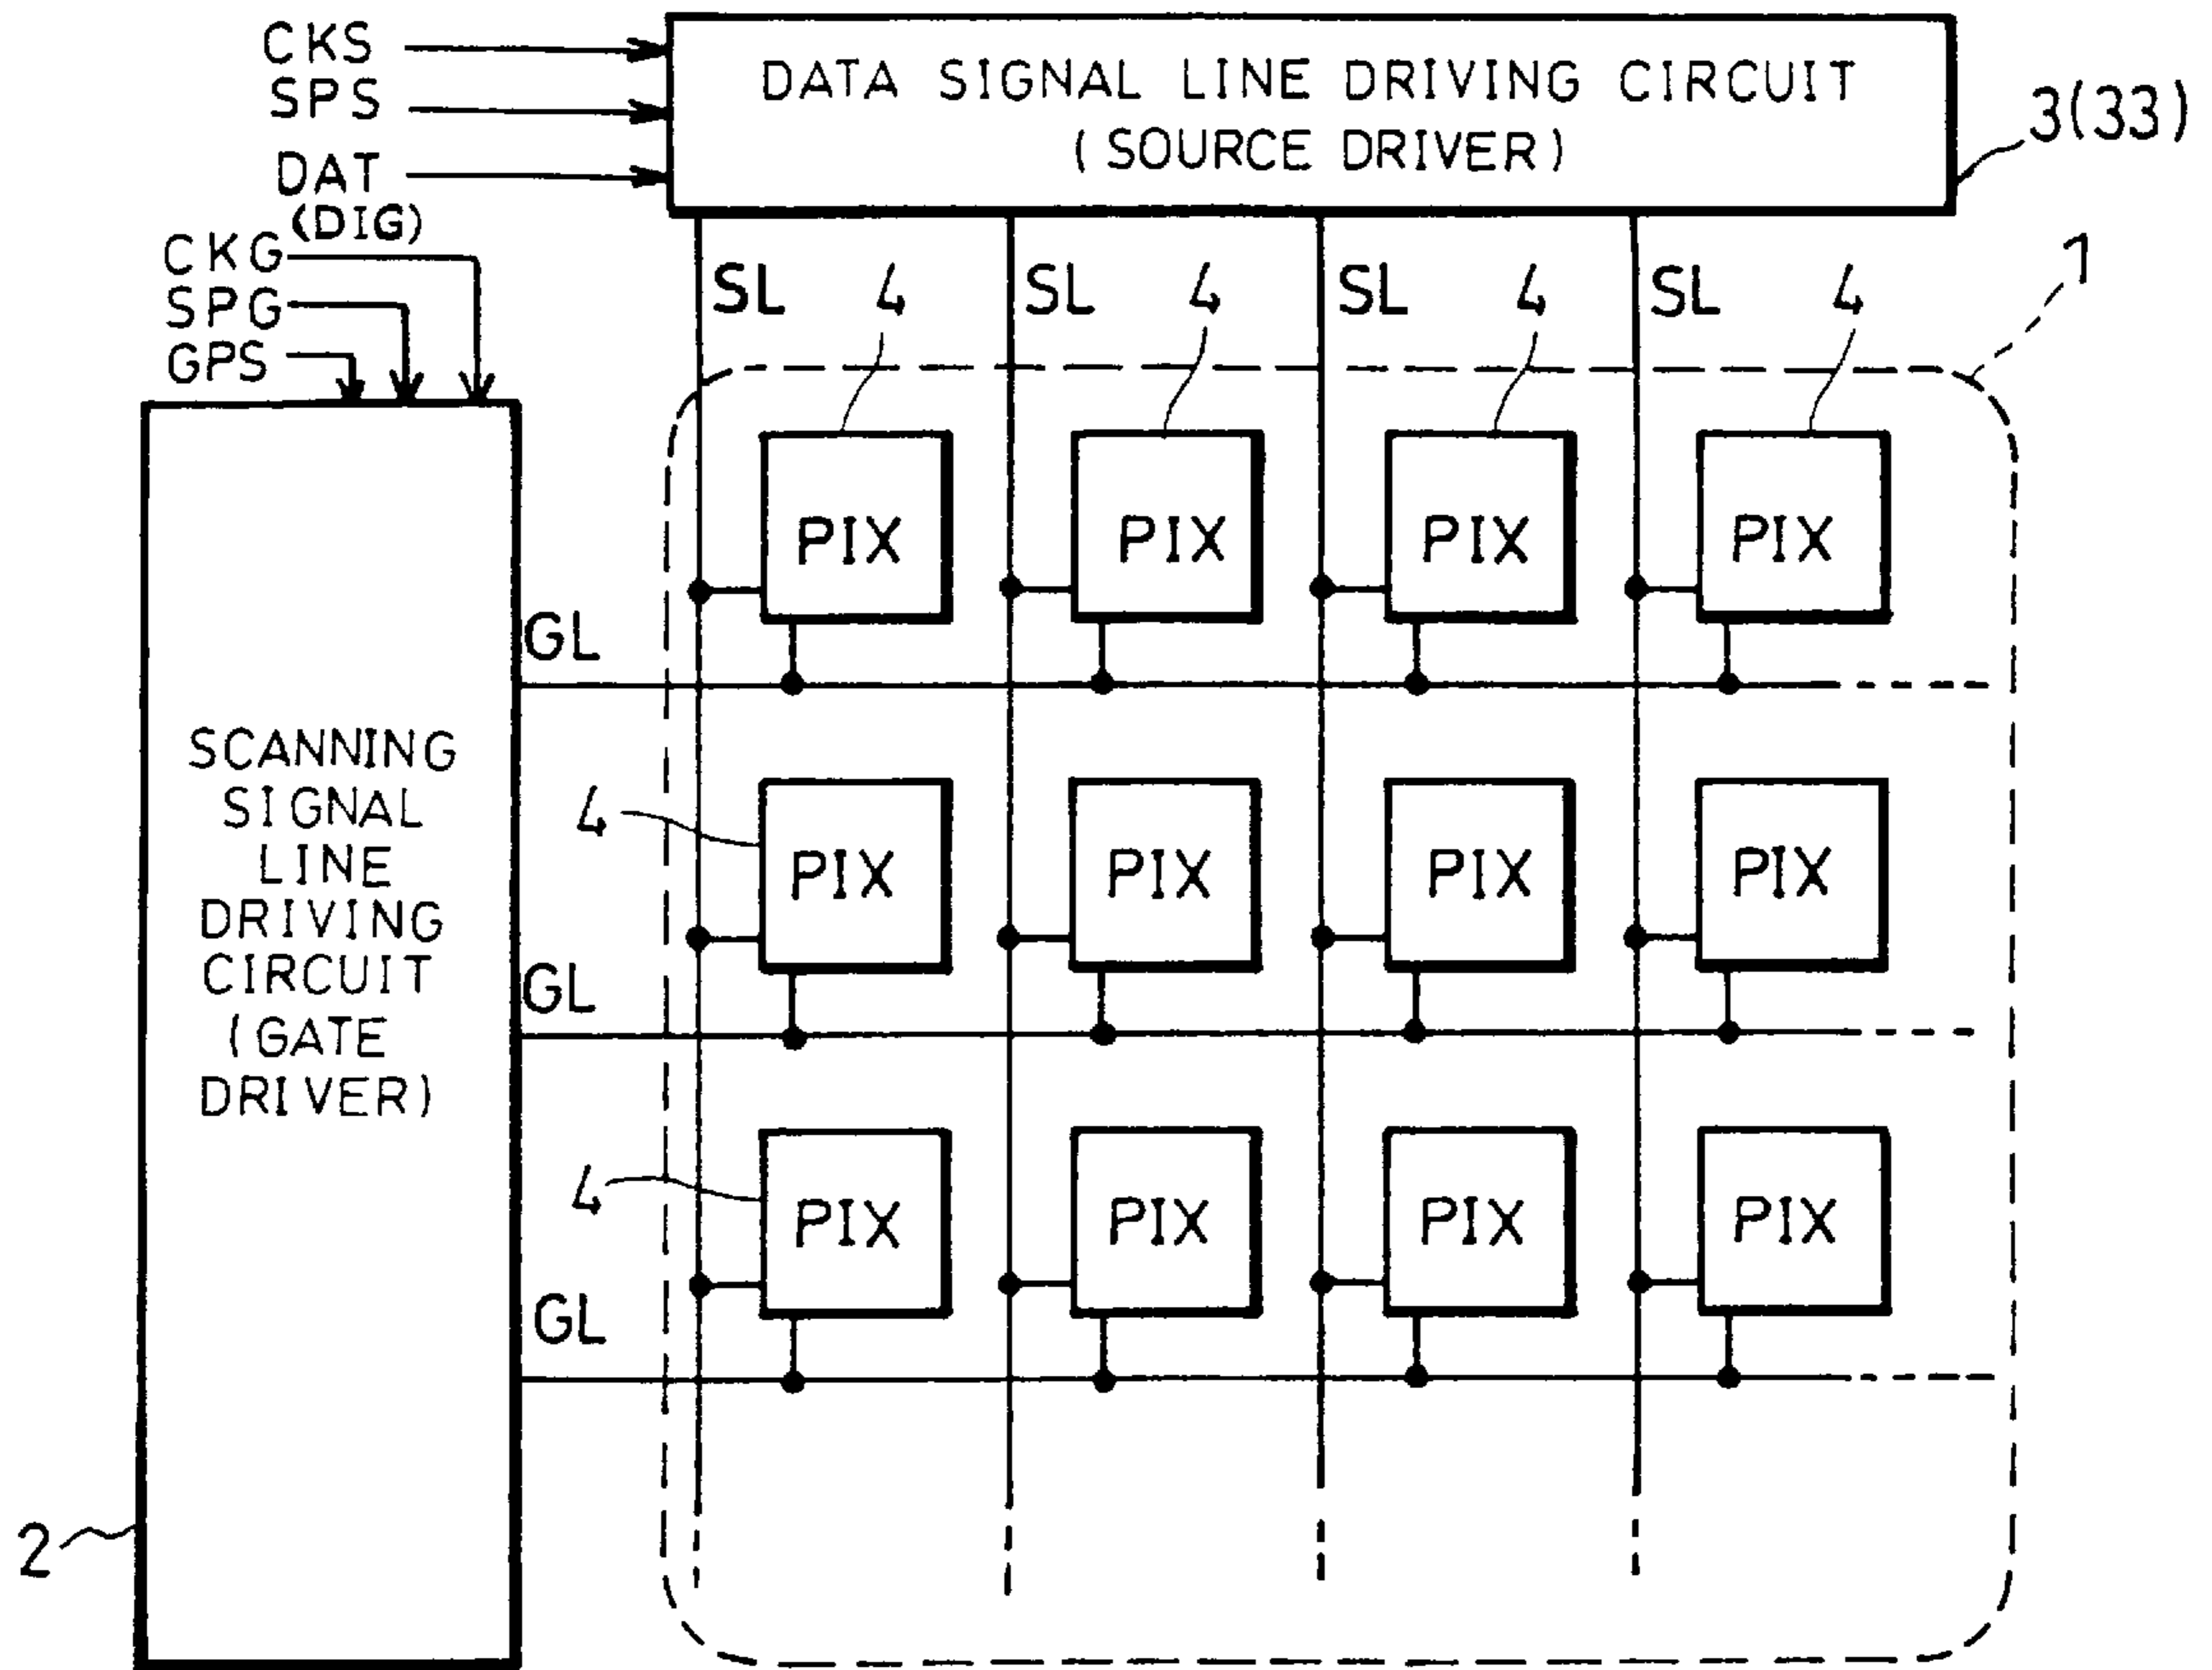 CKS
SPS
DAT
(DIG)
DATA SIGNAL LINE DRIVING CIRCUIT
(SOURCE DRIVER)
3(33)
CKG
SPG
GPS
SL 4 SL 4 SL 4 SL 4
1
PIX PIX PIX PIX
GL
SCANNING
SIGNAL
LINE
DRIVING
CIRCUIT
(GATE
DRIVER)
4
PIX PIX PIX PIX
GL
4
PIX PIX PIX PIX
GL
2